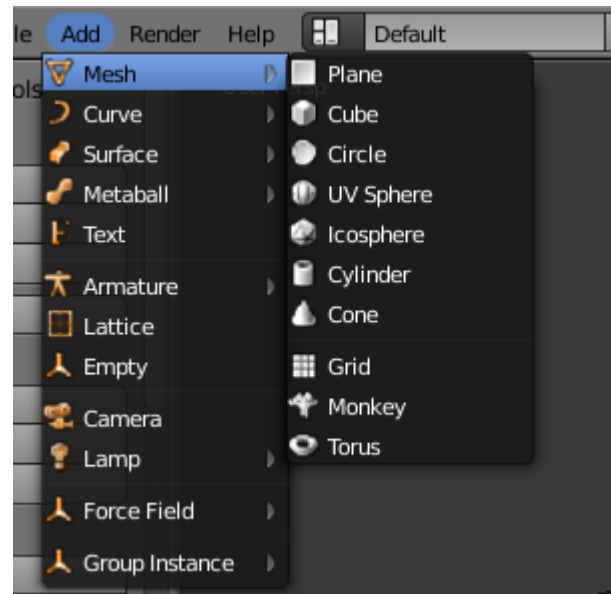 le Add Render Help Default
ols
Mesh
Curve
Surface
Metaball
Text
Armature
Lattice
Empty
Camera
Lamp
Force Field
Group Instance
Plane
Cube
Circle
UV Sphere
Icosphere
Cylinder
Cone
Grid
Monkey
Torus